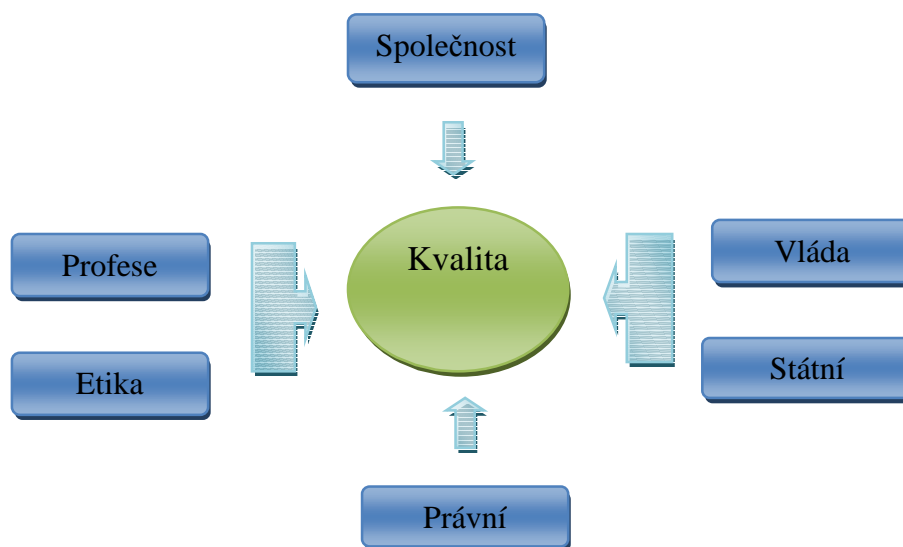 Společnost
Kvalita
Profese
Vláda
Etika
Státní
Právní